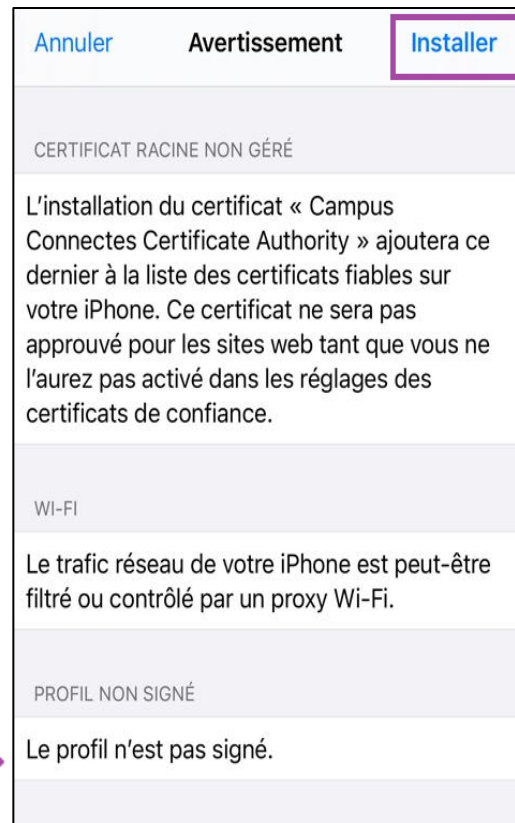 Annuler Avertissement Installer
CERTIFICAT RACINE NON GÉRÉ
L'installation du certificat « Campus
Connectes Certificate Authority » ajoutera ce
dernier à la liste des certificats fiables sur
votre iPhone. Ce certificat ne sera pas
approuvé pour les sites web tant que vous ne
l'aurez pas activé dans les réglages des
certificats de confiance.
WI-FI
Le trafic réseau de votre iPhone est peut-être
filtré ou contrôlé par un proxy Wi-Fi.
PROFIL NON SIGNÉ
Le profil n'est pas signé.